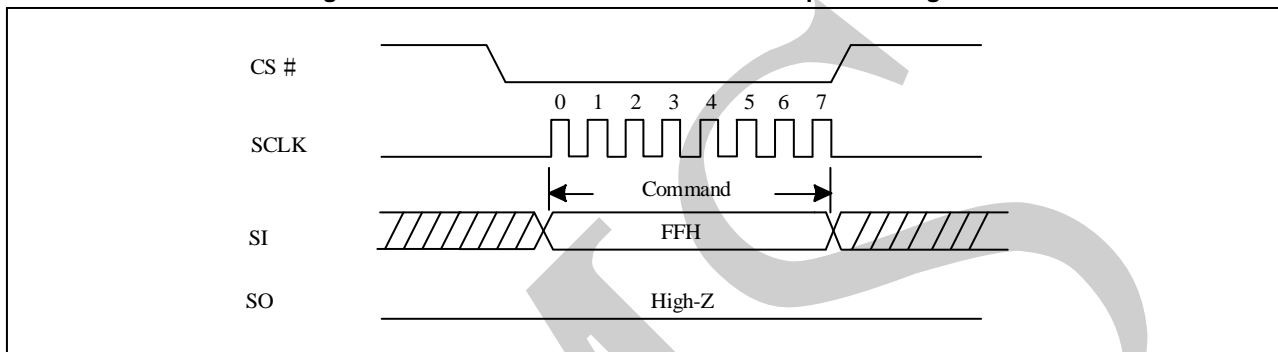 CS #
0 1 2 3 4 5 6 7
SCLK
Command
SI
FFH
SO
High-Z